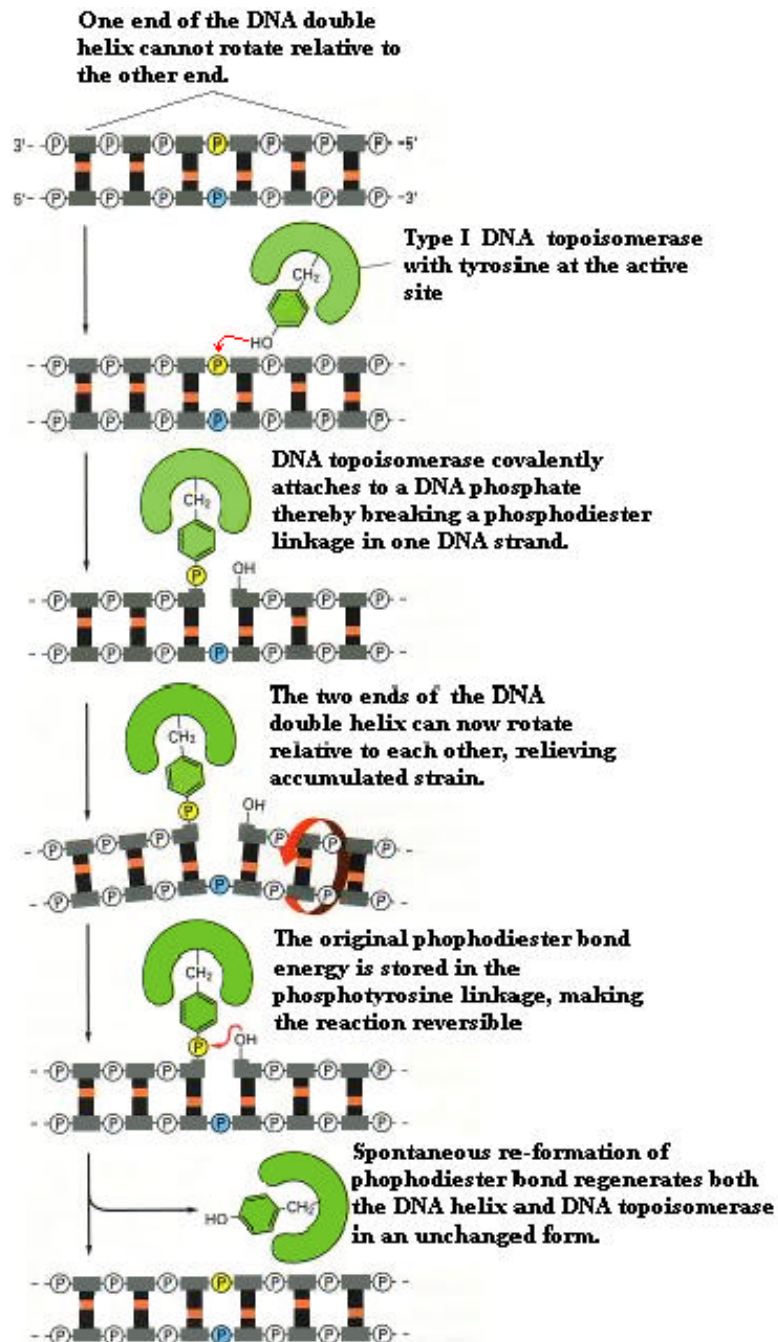 One end of the DNA double
helix cannot rotate relative to
the other end.
3'- -P P P P P P P- -5'
5'- -P P P P P P P- -3'
Type I DNA topoisomerase
with tyrosine at the active
site
CH2
HO
- -P P P P P P P- -
- -P P P P P P P- -
DNA topoisomerase covalently
attaches to a DNA phosphate
thereby breaking a phosphodiester
linkage in one DNA strand.
CH2
P
OH
- -P P P P P P- -
- -P P P P P P P- -
The two ends of the DNA
double helix can now rotate
relative to each other, relieving
accumulated strain.
CH2
P
OH
- -P P P P P P- -
- -P P P P P P P- -
The original phophodiester bond
energy is stored in the
phosphotyrosine linkage, making
the reaction reversible
CH2
P
OH
- -P P P P P P- -
- -P P P P P P P- -
Spontaneous re-formation of
phophodiester bond regenerates both
the DNA helix and DNA topoisomerase
in an unchanged form.
HO
CH2
- -P P P P P P P- -
- -P P P P P P P- -